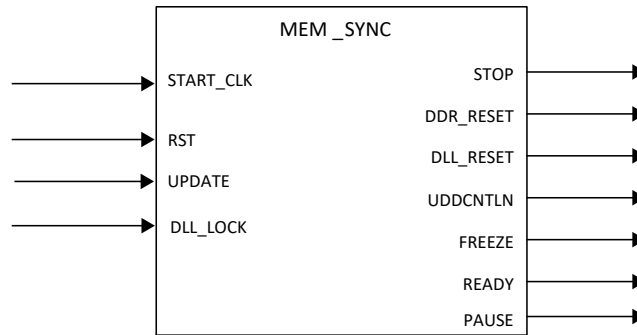 MEM _SYNC
START_CLK
RST
UPDATE
DLL_LOCK
STOP
DDR_RESET
DLL_RESET
UDDCNTLN
FREEZE
READY
PAUSE